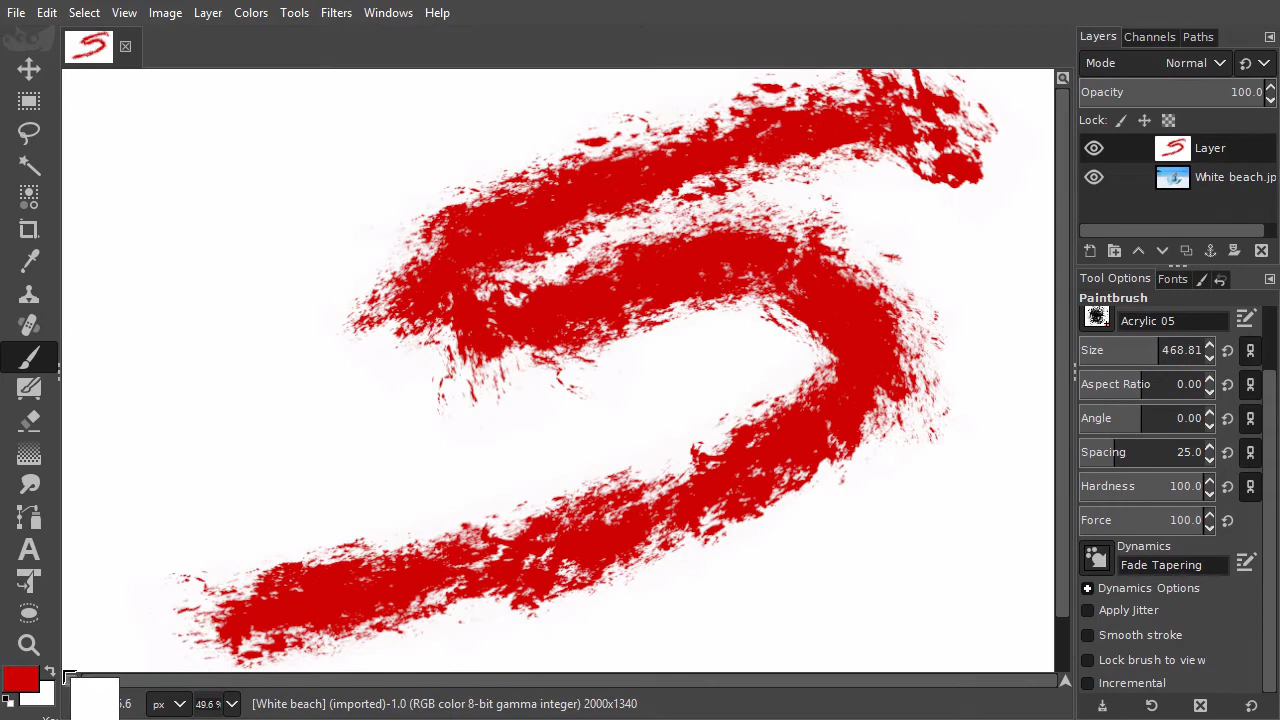 File Edit Select View Image Layer Colors Tools Filters Windows Help
Layers Channels Paths
Mode Normal
Opacity 100.0
Lock:
Layer
White beach.jp
Tool Options Fonts
Paintbrush
Acrylic 05
Size 468.81
Aspect Ratio 0.00
Angle 0.00
Spacing 25.0
Hardness 100.0
Force 100.0
Dynamics
Fade Tapering
Dynamics Options
Apply Jitter
Smooth stroke
Lock brush to view
Incremental
px 49.6 % [White beach] (imported)-1.0 (RGB color 8-bit gamma integer) 2000x1340